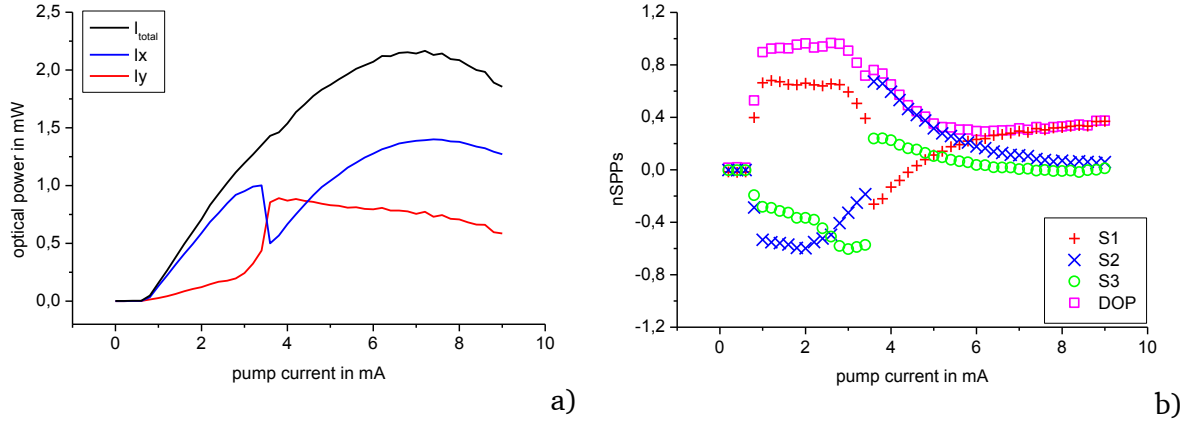 2,5
2,0
1,5
1,0
0,5
0,0
optical power in mW
I_total
Ix
Iy
0 2 4 6 8 10
pump current in mA
a)
1,2
0,8
0,4
0,0
-0,4
-0,8
-1,2
nSPPs
S1
S2
S3
DOP
0 2 4 6 8 10
pump current in mA
b)